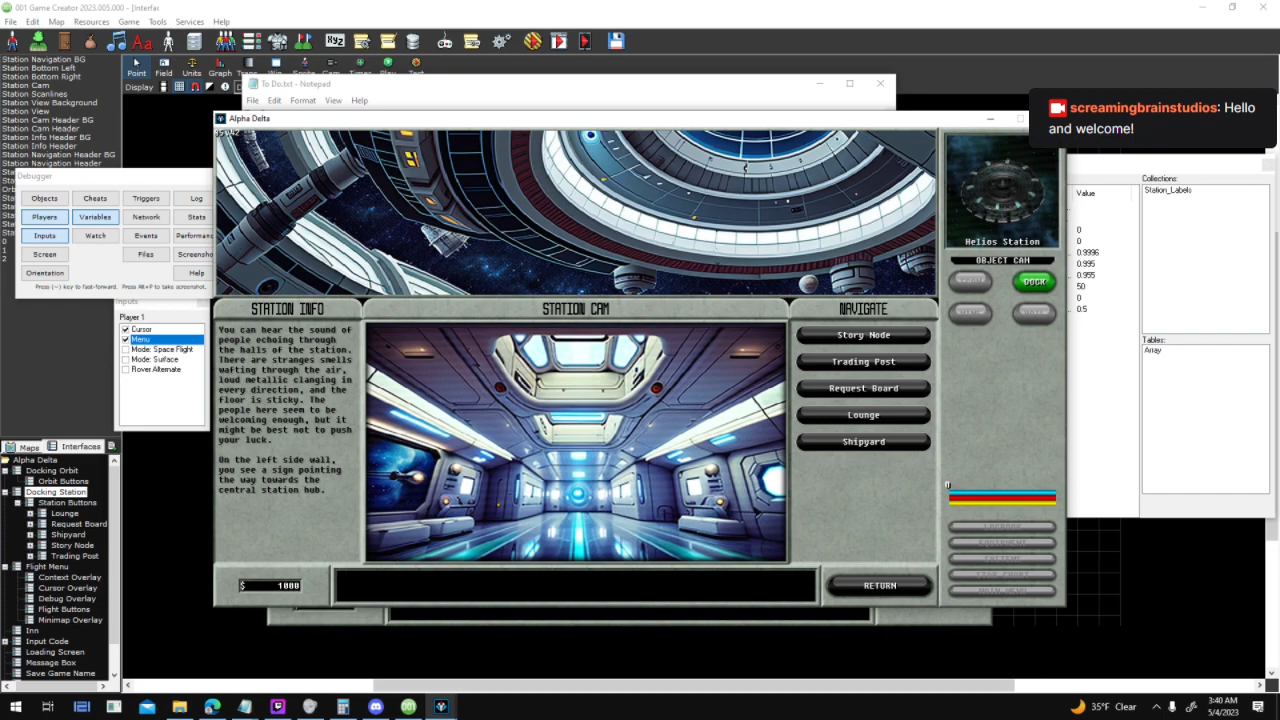 001 Game Creator 2023.005.000 - [Interfac
File Edit Map Resources Game Tools Services Help
Station Navigation BG
Station Bottom Left
Station Bottom Right
Station Cam
Station Scanlines
Station View Background
Station View
Station Cam Header BG
Station Cam Header
Station Info Header BG
Station Info Header
Station Navigation Header BG
Station Navigation Header
Point Field Units Graph
Display
To Do.txt - Notepad
File Edit Format View Help
Alpha Delta
screamingbrainstudios: Hello
and welcome!
Debugger
Objects Cheats Triggers Log
Players Variables Network Stats
Inputs Watch Events Performanc
Screen Files Screensho
Orientation Help
Press (~) key to fast-forward. Press Alt+P to take screenshot.
0
1
2
Inputs
Player 1
Cursor
Menu
Mode: Space Flight
Mode: Surface
Rover Alternate
Maps Interfaces
Alpha Delta
Docking Orbit
Orbit Buttons
Docking Station
Station Buttons
Lounge
Request Board
Shipyard
Story Node
Trading Post
Flight Menu
Context Overlay
Cursor Overlay
Debug Overlay
Flight Buttons
Minimap Overlay
Inn
Input Code
Loading Screen
Message Box
Save Game Name
STATION INFO
You can hear the sound of
people echoing through
the halls of the station.
There are stranges smells
wafting through the air,
loud metallic clanging in
every direction, and the
floor is sticky. The
people here seem to be
welcoming enough, but it
might be best not to push
your luck.
On the left side wall,
you see a sign pointing
the way towards the
central station hub.
STATION CAM
NAVIGATE
Story Node
Trading Post
Request Board
Lounge
Shipyard
$ 1000
RETURN
Helios Station
OBJECT CAM
DOCK
0
Value
0
0
0.9996
0.995
0.955
50
0
0.5
Collections:
Station_Labels
Tables:
Array
35°F Clear
3:40 AM
5/4/2023